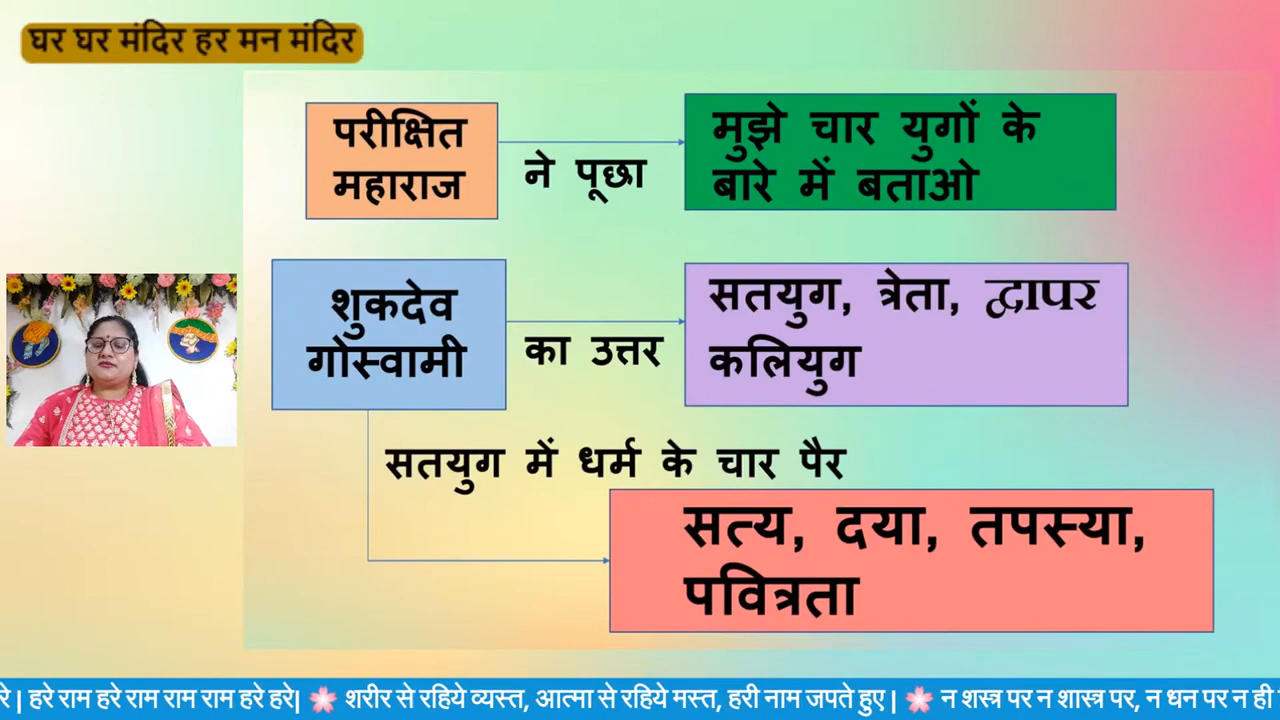 घर घर मंदिर हर मन मंदिर
परीक्षित
महाराज
ने पूछा
मुझे चार युगों के
बारे में बताओ
शुकदेव
गोस्वामी
का उत्तर
सतयुग, त्रेता, द्वापर
कलियुग
सतयुग में धर्म के चार पैर
सत्य, दया, तपस्या,
पवित्रता
रे | हरे राम हरे राम राम राम हरे हरे| 🌸 शरीर से रहिये व्यस्त, आत्मा से रहिये मस्त, हरी नाम जपते हुए | 🌸 न शस्त्र पर न शास्त्र पर, न धन पर न ही